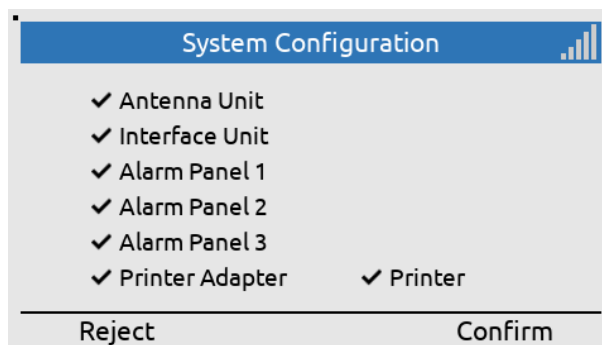 System Configuration
✓ Antenna Unit
✓ Interface Unit
✓ Alarm Panel 1
✓ Alarm Panel 2
✓ Alarm Panel 3
✓ Printer Adapter ✓ Printer
Reject Confirm